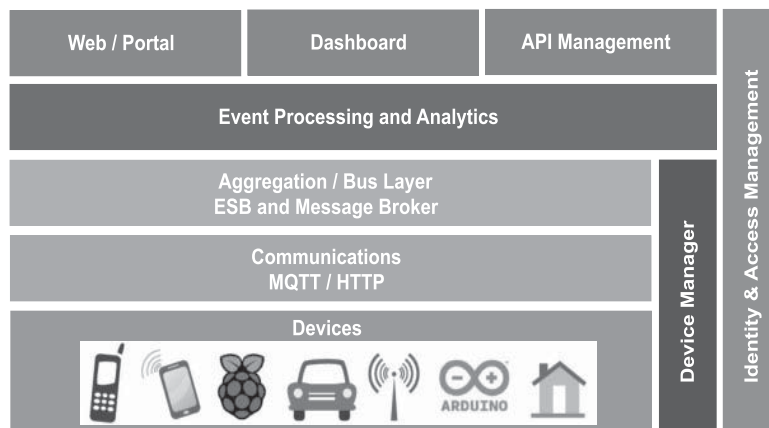 Web / Portal
Dashboard
API Management
Event Processing and Analytics
Aggregation / Bus Layer
ESB and Message Broker
Communications
MQTT / HTTP
Devices
ARDUINO
Device Manager
Identity & Access Management